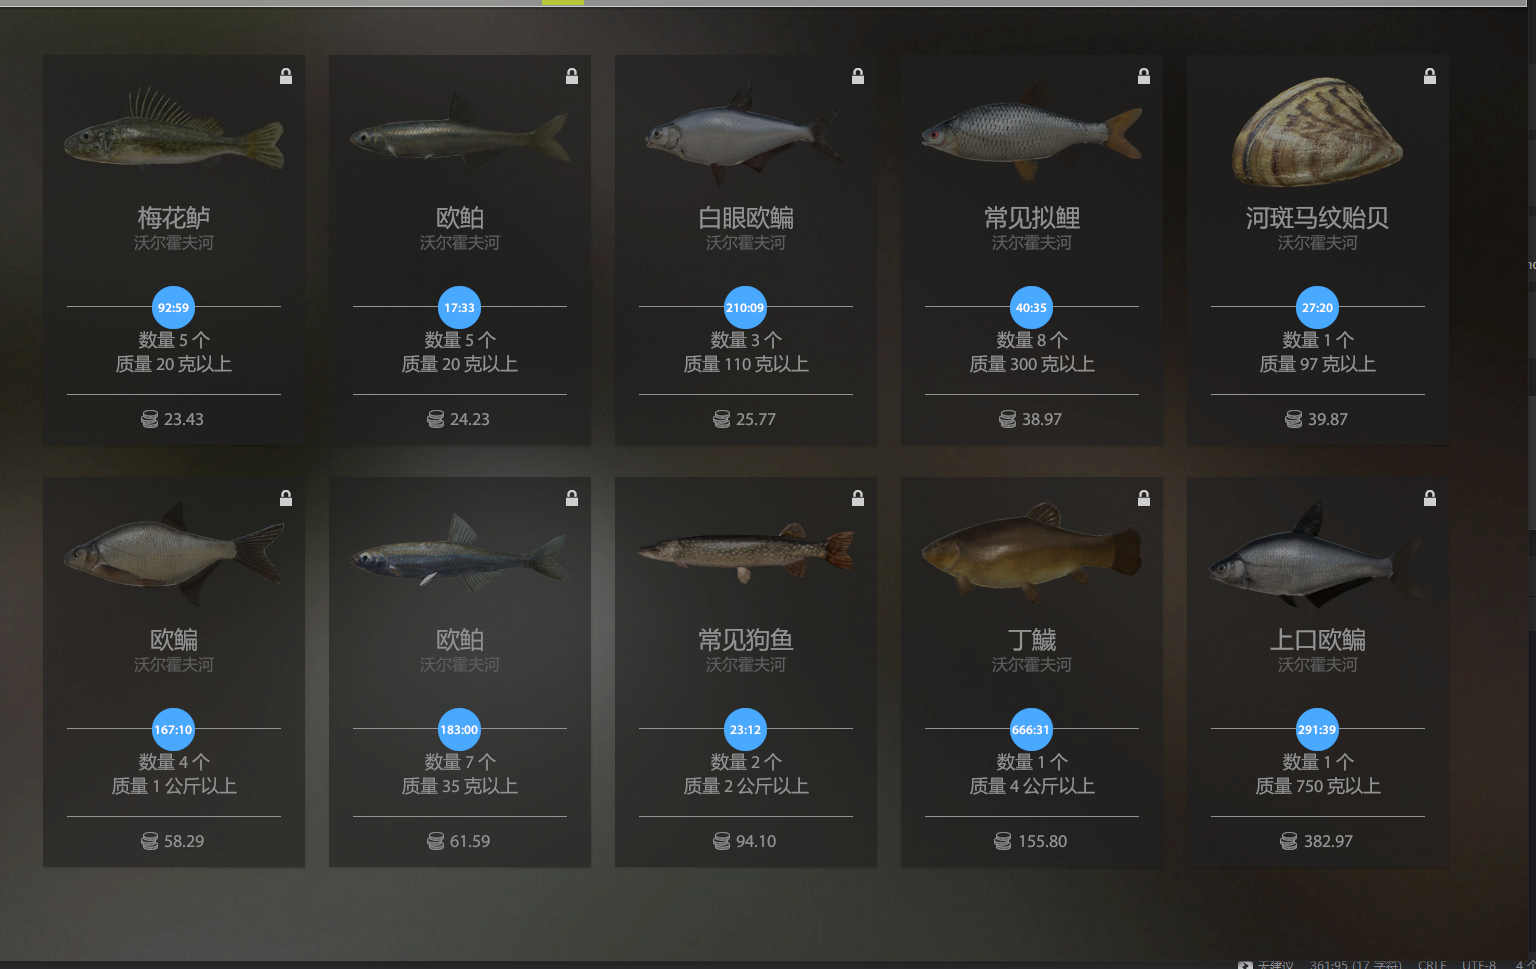 梅花鲈
沃尔霍夫河
92:59
数量 5 个
质量 20 克以上
23.43
欧鲌
沃尔霍夫河
17:33
数量 5 个
质量 20 克以上
24.23
白眼欧鳊
沃尔霍夫河
210:09
数量 3 个
质量 110 克以上
25.77
常见拟鲤
沃尔霍夫河
40:35
数量 8 个
质量 300 克以上
38.97
河斑马纹贻贝
沃尔霍夫河
27:20
数量 1 个
质量 97 克以上
39.87
欧鳊
沃尔霍夫河
167:10
数量 4 个
质量 1 公斤以上
58.29
欧鲌
沃尔霍夫河
183:00
数量 7 个
质量 35 克以上
61.59
常见狗鱼
沃尔霍夫河
23:12
数量 2 个
质量 2 公斤以上
94.10
丁鱥
沃尔霍夫河
666:31
数量 1 个
质量 4 公斤以上
155.80
上口欧鳊
沃尔霍夫河
291:39
数量 1 个
质量 750 克以上
382.97
无建议 361:95 (17 字符) CRLF UTF-8 4